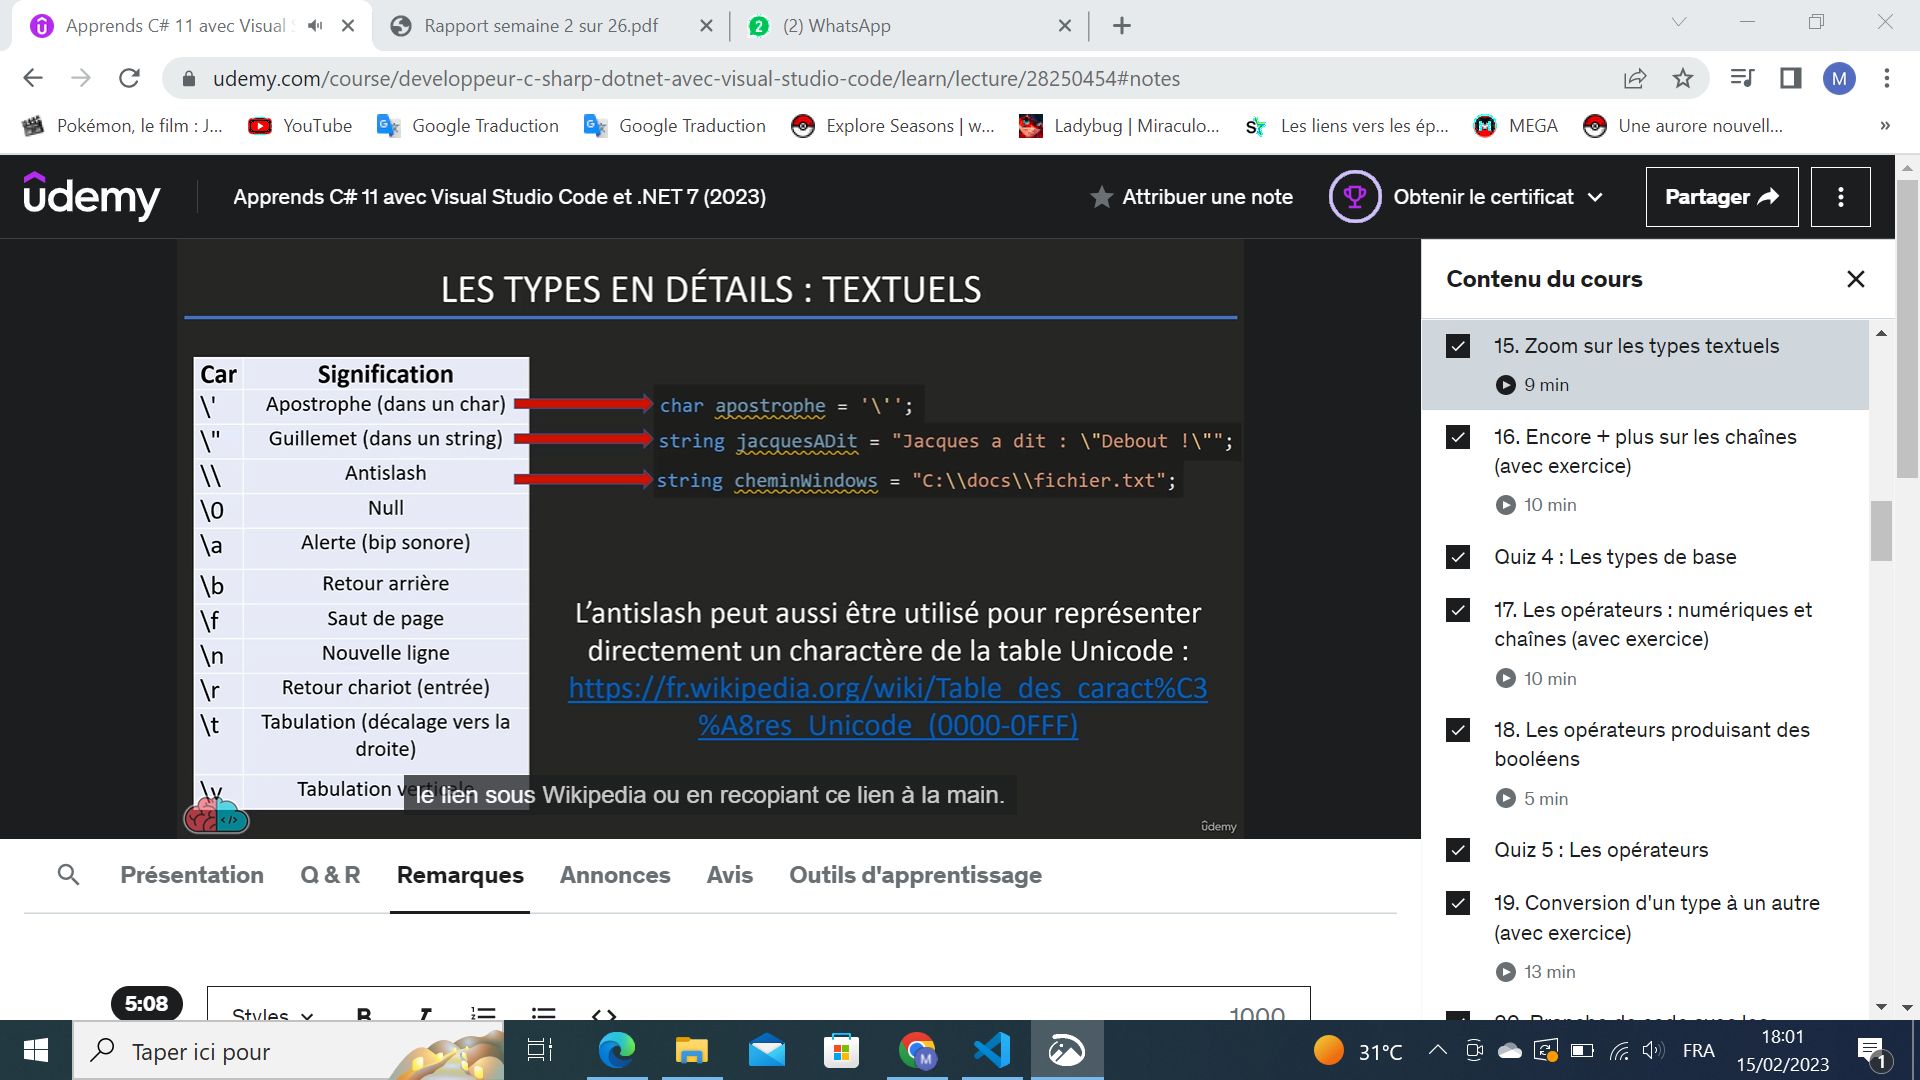 Apprends C# 11 avec Visual S
Rapport semaine 2 sur 26.pdf
(2) WhatsApp
udemy.com/course/developpeur-c-sharp-dotnet-avec-visual-studio-code/learn/lecture/28250454#notes
M
Pokémon, le film : J...
YouTube
Google Traduction
Google Traduction
Explore Seasons | w...
Ladybug | Miraculo...
Les liens vers les ép...
MEGA
Une aurore nouvell...
»
udemy
Apprends C# 11 avec Visual Studio Code et .NET 7 (2023)
Attribuer une note
Obtenir le certificat
Partager
LES TYPES EN DÉTAILS : TEXTUELS
Car Signification
\' Apostrophe (dans un char)
\" Guillemet (dans un string)
\\ Antislash
\0 Null
\a Alerte (bip sonore)
\b Retour arrière
\f Saut de page
\n Nouvelle ligne
\r Retour chariot (entrée)
\t Tabulation (décalage vers la
droite)
\v Tabulation verticale
char apostrophe = '\'';
string jacquesADit = "Jacques a dit : \"Debout !\"";
string cheminWindows = "C:\\docs\\fichier.txt";
L'antislash peut aussi être utilisé pour représenter
directement un charactère de la table Unicode :
https://fr.wikipedia.org/wiki/Table_des_caract%C3
%A8res_Unicode_(0000-0FFF)
le lien sous Wikipedia ou en recopiant ce lien à la main.
</>
udemy
Contenu du cours
15. Zoom sur les types textuels
9 min
16. Encore + plus sur les chaînes
(avec exercice)
10 min
Quiz 4 : Les types de base
17. Les opérateurs : numériques et
chaînes (avec exercice)
10 min
18. Les opérateurs produisant des
booléens
5 min
Quiz 5 : Les opérateurs
19. Conversion d'un type à un autre
(avec exercice)
13 min
Présentation
Q & R
Remarques
Annonces
Avis
Outils d'apprentissage
5:08
Styles
B
I
<>
1000
Taper ici pour
M
31°C
FRA
18:01
15/02/2023
1